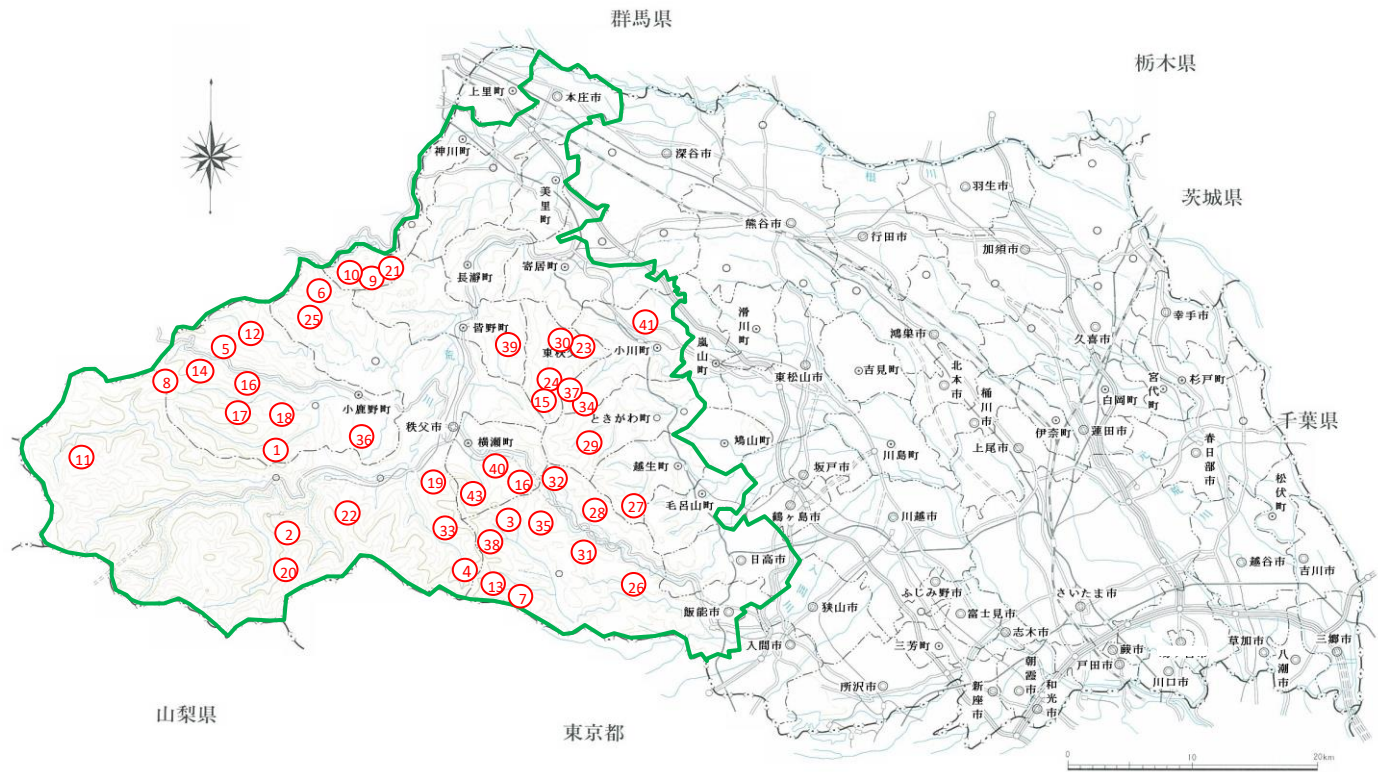 群馬県
栃木県
上里町
本庄市
神川町
深谷市
美里町
羽生市
茨城県
熊谷市
行田市
加須市
長瀞町
寄居町
10
9
21
6
25
滑川町
幸手市
12
皆野町
41
鴻巣市
久喜市
5
39
30
23
東秩
小川町
嵐山町
14
8
16
24
37
15
34
東松山市
吉見町
北本市
桶川市
白岡町
宮代町
杉戸町
小鹿野町
17
18
ときがわ町
千葉県
秩父市
横瀬町
36
29
鳩山町
川島町
上尾市
伊奈町
蓮田市
春日部市
1
11
40
越生町
坂戸市
19
16
32
43
毛呂山町
松伏町
22
3
35
28
27
鶴ヶ島市
川越市
2
33
38
31
日高市
越谷市
吉川市
20
4
13
7
26
飯能市
狭山市
ふじみ野市
富士見市
さいたま市
入間市
三芳町
志木市
蕨市
戸田市
草加市
八潮市
三郷市
所沢市
新座市
朝霞市
和光市
川口市
山梨県
東京都
0
10
20km